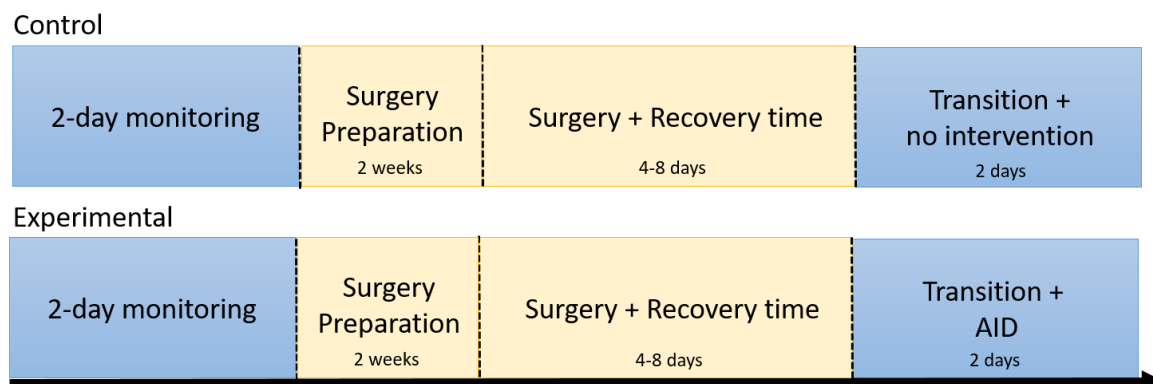 Control
2-day monitoring
Surgery
Preparation
2 weeks
Surgery + Recovery time
4-8 days
Transition +
no intervention
2 days
Experimental
2-day monitoring
Surgery
Preparation
2 weeks
Surgery + Recovery time
4-8 days
Transition +
AID
2 days